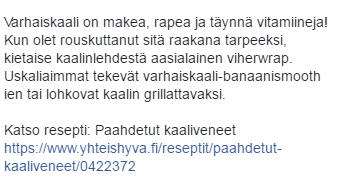 Varhaiskaali on makea, rapea ja täynnä vitamiineja!
Kun olet rouskuttanut sitä raakana tarpeeksi,
kietaise kaalinlehdestä aasialainen viherwrap.
Uskaliaimmat tekevät varhaiskaali-banaanismooth
ien tai lohkovat kaalin grillattavaksi.

Katso resepti: Paahdetut kaaliveneet
https://www.yhteishyva.fi/reseptit/paahdetut-
kaaliveneet/0422372